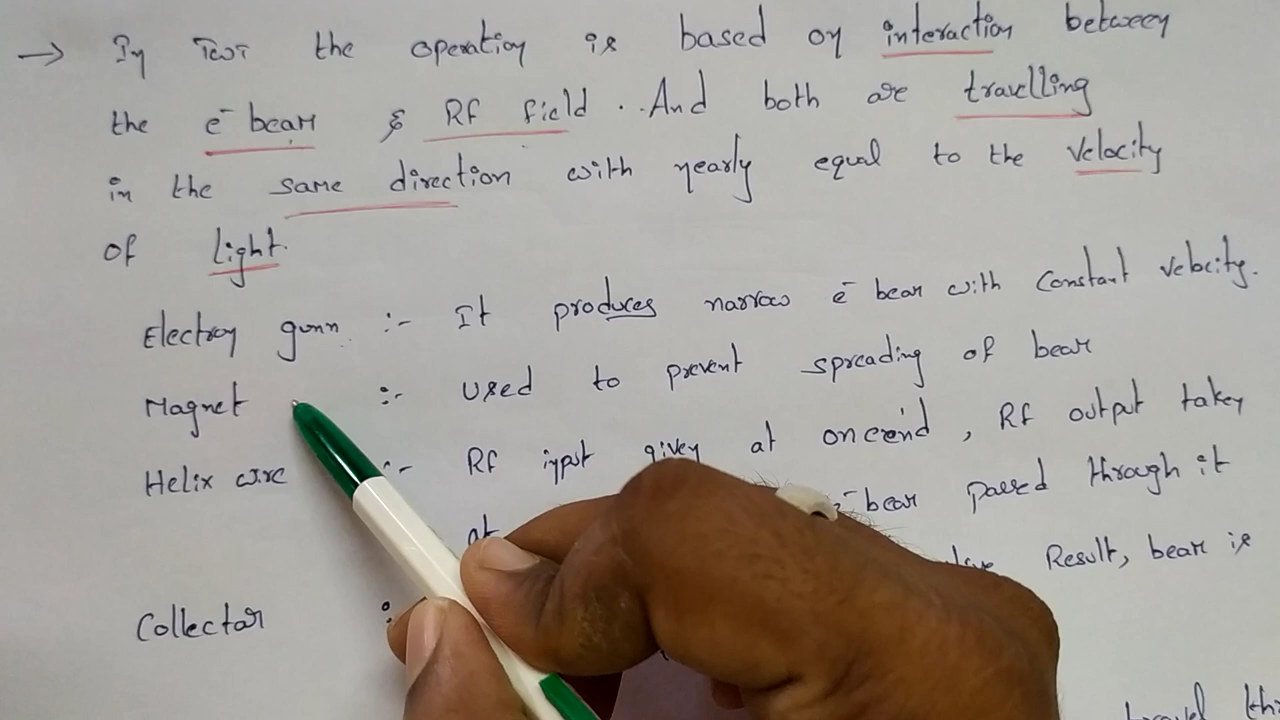 → In TWT the operation is based on interaction between
the e⁻ beam & RF field . And both are travelling
in the same direction with nearly equal to the velocity
of light.
Electron gunn :- It produces narrow e⁻ beam with Constant velocity.
Magnet :- Used to prevent spreading of beam
Helix wire :- RF input given at one end , RF output taken
at e⁻ beam passed through it
Result, beam is
Collector :
travel